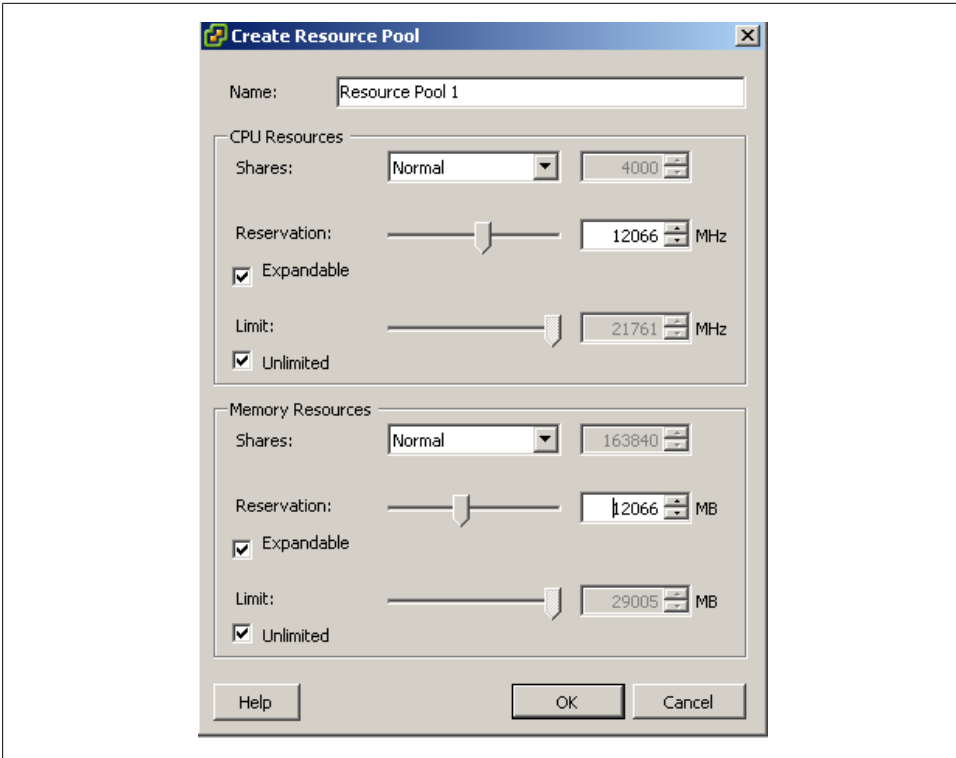 Create Resource Pool
Name: Resource Pool 1
CPU Resources
Shares: Normal 4000
Reservation: 12066 MHz
Expandable
Limit: 21761 MHz
Unlimited
Memory Resources
Shares: Normal 163840
Reservation: 12066 MB
Expandable
Limit: 29005 MB
Unlimited
Help OK Cancel